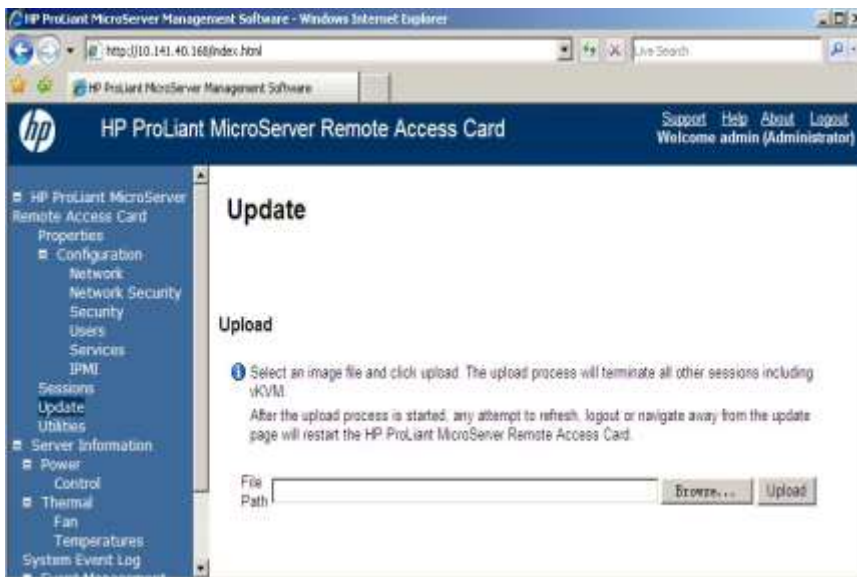 HP ProLiant MicroServer Management Software - Windows Internet Explorer
http://10.141.40.168/index.html
Live Search
HP ProLiant MicroServer Management Software
hp
HP ProLiant MicroServer Remote Access Card
Support Help About Logout
Welcome admin (Administrator)
HP ProLiant MicroServer
Remote Access Card
Properties
Configuration
Network
Network Security
Security
Users
Services
IPMI
Sessions
Update
Utilities
Server Information
Power
Control
Thermal
Fan
Temperatures
System Event Log
Event Management
Update
Upload
Select an image file and click upload. The upload process will terminate all other sessions including
vKVM.
After the upload process is started, any attempt to refresh, logout or navigate away from the update
page will restart the HP ProLiant MicroServer Remote Access Card.
File
Path
Browse...
Upload